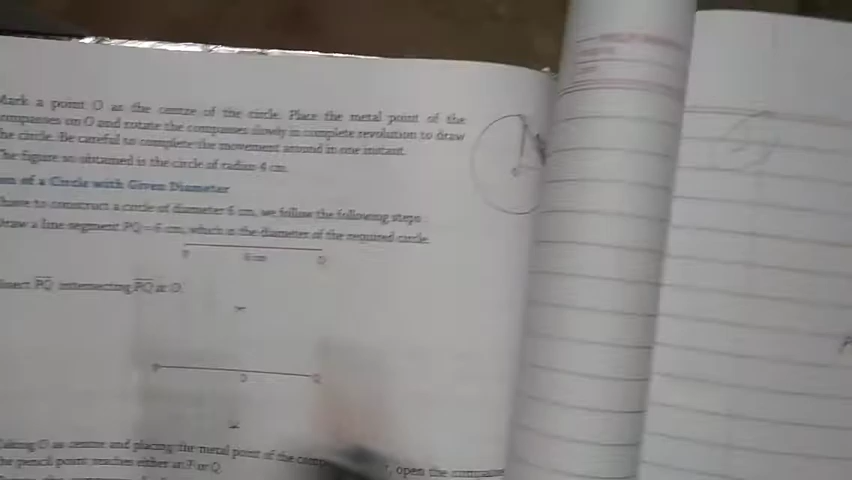 Mark a point O as the centre of the circle. Place the metal point of the
compasses on O and rotate the compasses slowly in complete revolution to draw
the circle. Be careful to complete the movement around in one instant.
The figure so obtained is the circle of radius 4 cm.
of a Circle with Given Diameter
have to construct a circle of diameter 6 cm, we follow the following steps
Draw a line segment PQ = 6 cm, which is the diameter of the required circle.
P 6 cm Q
PQ intersecting PQ at O.
P O Q
Taking O as centre and placing the metal point of the open the compasses
the pencil point reaches either at P or Q.